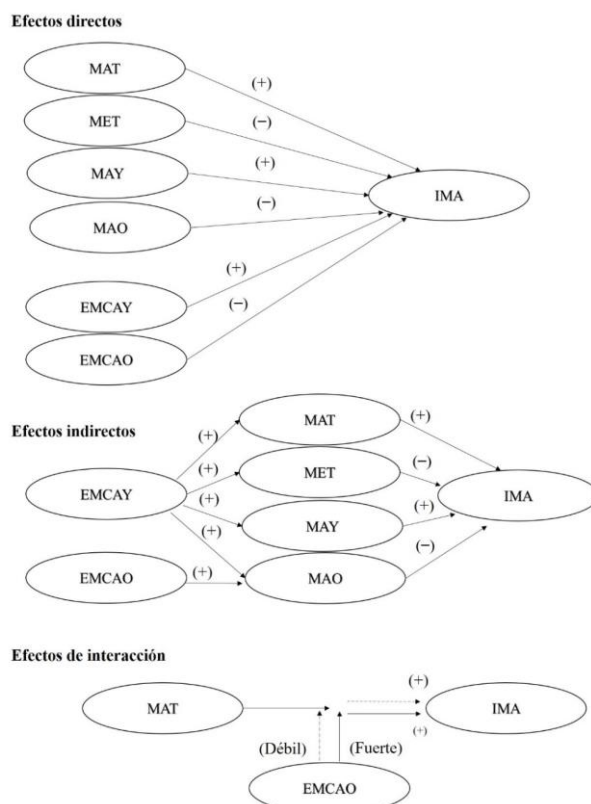 Efectos directos
MAT
(+)
MET
(−)
MAY
(+)
IMA
MAO
(−)
EMCAY
(+)
(−)
EMCAO
Efectos indirectos
MAT
(+)
(+)
MET
(−)
(+)
EMCAY
(+)
IMA
MAY
(+)
(+)
(−)
EMCAO
(+)
MAO
Efectos de interacción
(+)
MAT
IMA
(+)
(Débil)
(Fuerte)
EMCAO